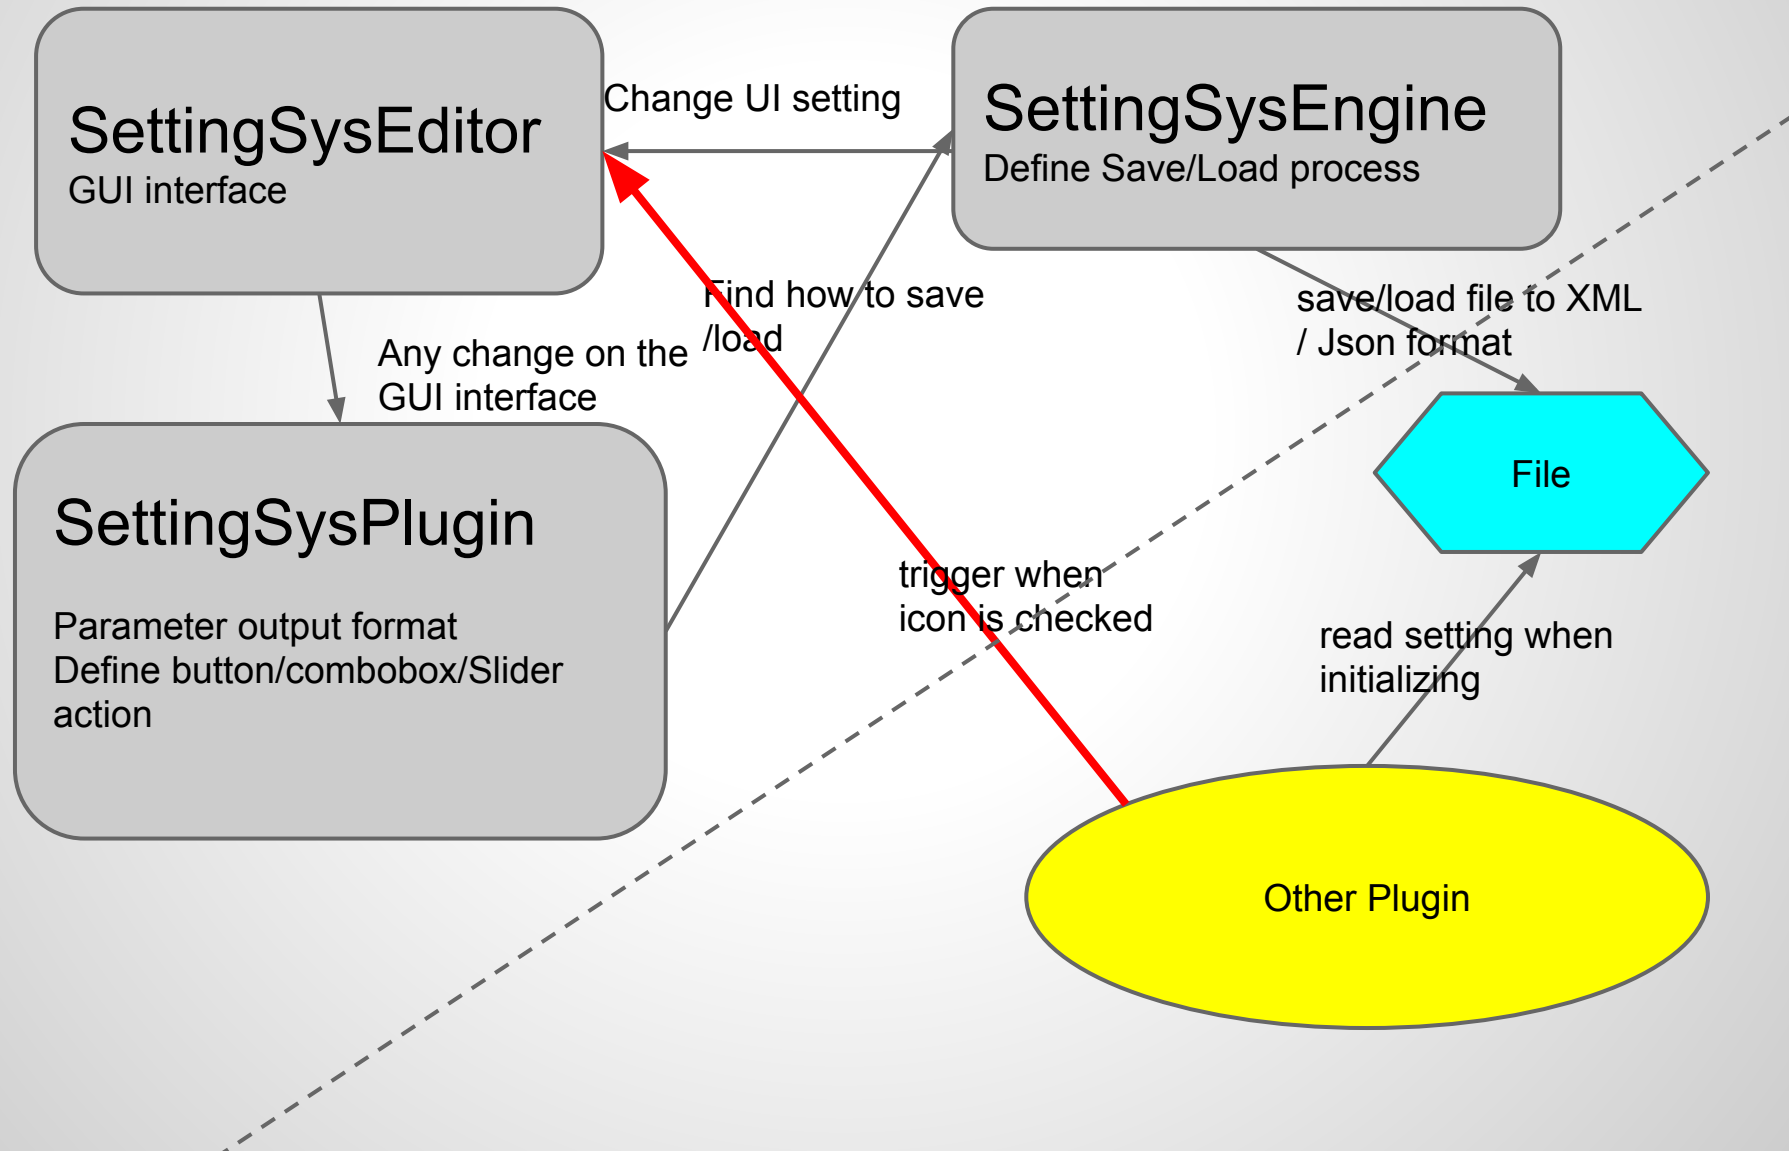 SettingSysEditor
GUI interface
Change UI setting
SettingSysEngine
Define Save/Load process
Find how to save
/load
save/load file to XML
/ Json format
Any change on the
GUI interface
File
SettingSysPlugin
Parameter output format
Define button/combobox/Slider
action
trigger when
icon is checked
read setting when
initializing
Other Plugin